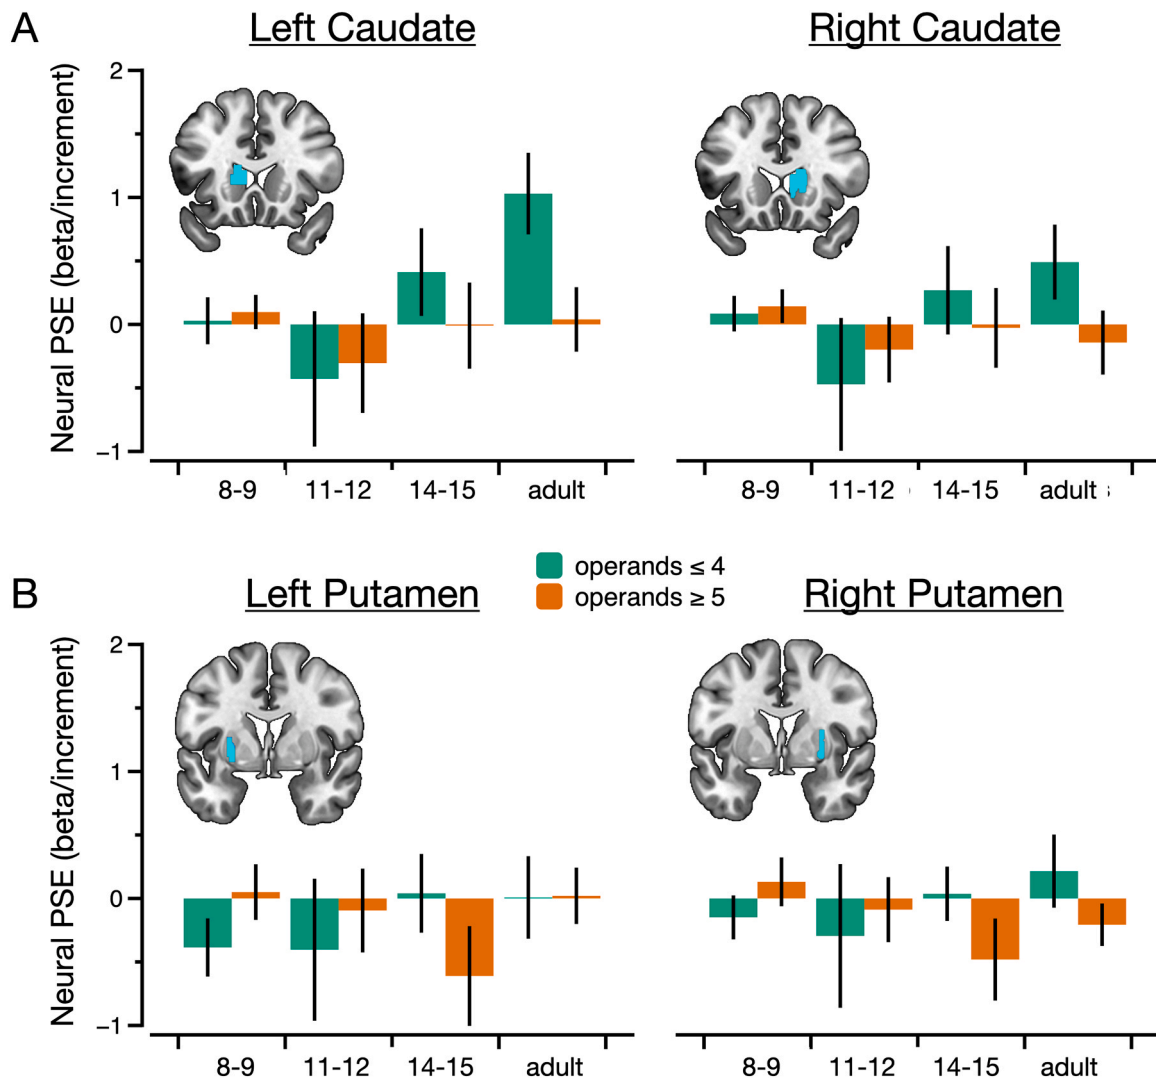 A
Left Caudate
Right Caudate
Neural PSE (beta/increment)
2
1
0
−1
8-9
11-12
14-15
adult
8-9
11-12
14-15
adult
operands ≤ 4
operands ≥ 5
B
Left Putamen
Right Putamen
Neural PSE (beta/increment)
2
1
0
−1
8-9
11-12
14-15
adult
8-9
11-12
14-15
adult